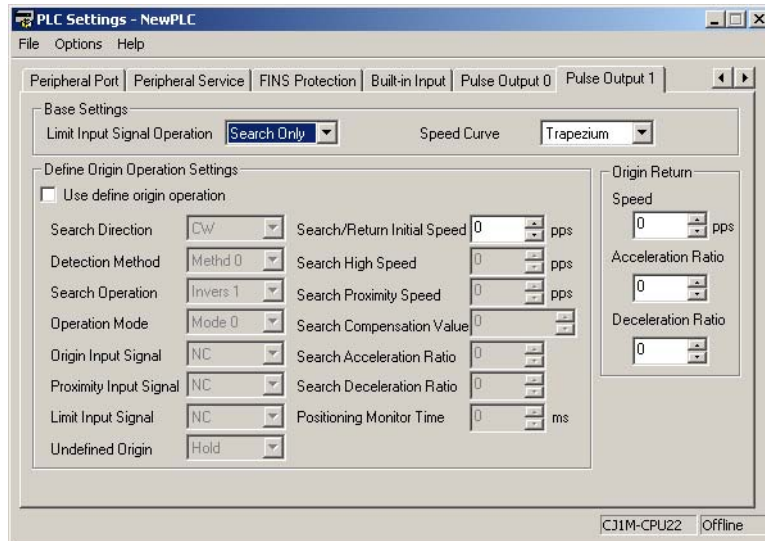 PLC Settings - NewPLC
File Options Help
Peripheral Port Peripheral Service FINS Protection Built-in Input Pulse Output 0 Pulse Output 1
Base Settings
Limit Input Signal Operation Search Only Speed Curve Trapezium
Define Origin Operation Settings
Use define origin operation
Search Direction CW Search/Return Initial Speed 0 pps
Detection Method Methd 0 Search High Speed 0 pps
Search Operation Invers 1 Search Proximity Speed 0 pps
Operation Mode Mode 0 Search Compensation Value 0
Origin Input Signal NC Search Acceleration Ratio 0
Proximity Input Signal NC Search Deceleration Ratio 0
Limit Input Signal NC Positioning Monitor Time 0 ms
Undefined Origin Hold
Origin Return
Speed
0 pps
Acceleration Ratio
0
Deceleration Ratio
0
CJ1M-CPU22 Offline